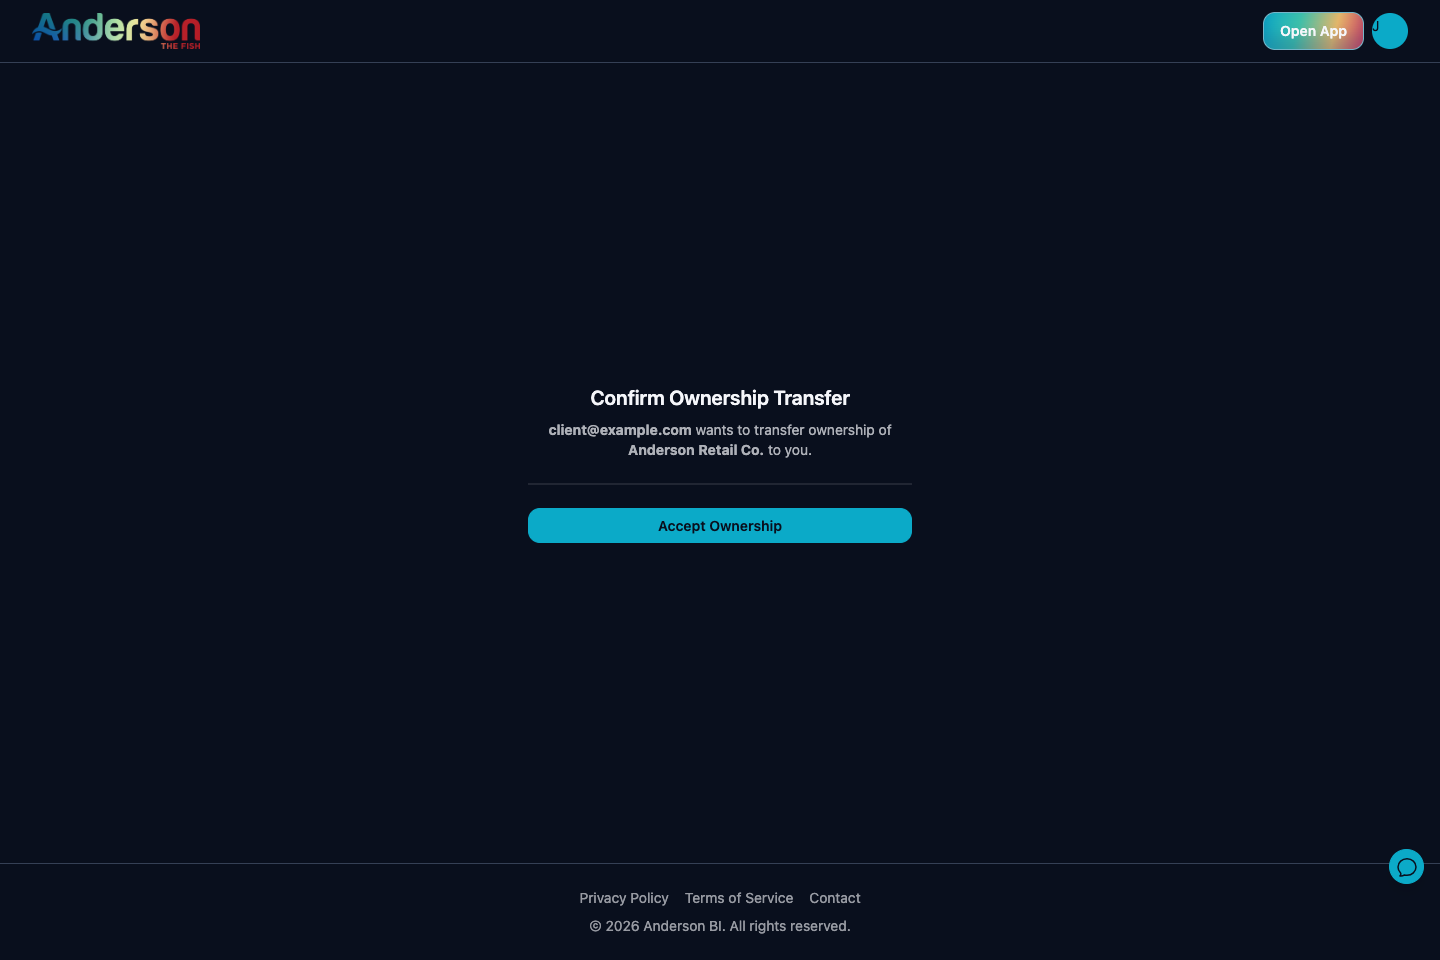 Anderson
THE FISH
Open App
J
Confirm Ownership Transfer
client@example.com wants to transfer ownership of
Anderson Retail Co. to you.
Accept Ownership
Privacy Policy Terms of Service Contact
© 2026 Anderson BI. All rights reserved.